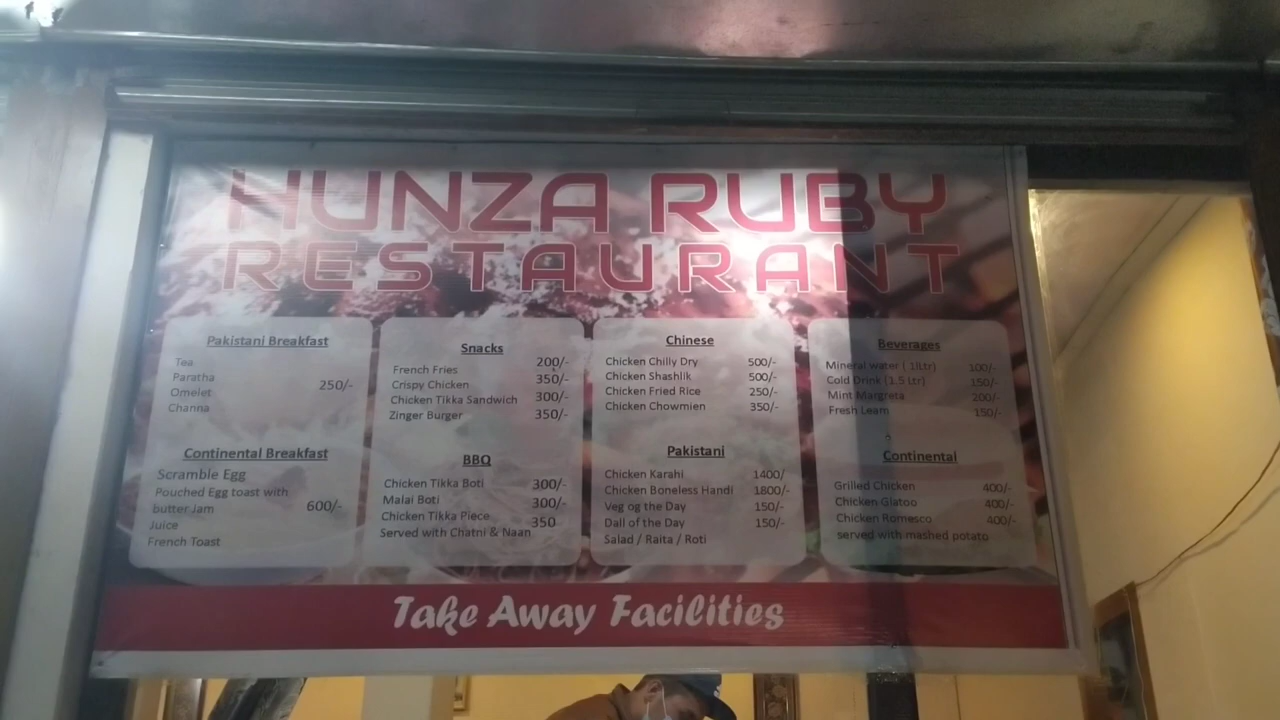 HUNZA RUBY
RESTAURANT
Pakistani Breakfast
Tea
Paratha
Omelet
Channa
250/-
Continental Breakfast
Scramble Egg
Pouched Egg toast with
butter Jam
Juice
French Toast
600/-
Snacks
French Fries 200/-
Crispy Chicken 350/-
Chicken Tikka Sandwich 300/-
Zinger Burger 350/-
BBQ
Chicken Tikka Boti 300/-
Malai Boti 300/-
Chicken Tikka Piece 350
Served with Chatni & Naan
Chinese
Chicken Chilly Dry 500/-
Chicken Shashlik 500/-
Chicken Fried Rice 250/-
Chicken Chowmien 350/-
Pakistani
Chicken Karahi 1400/
Chicken Boneless Handi 1800/-
Veg og the Day 150/-
Dall of the Day 150/-
Salad / Raita / Roti
Beverages
Mineral water ( 1lLtr) 100/-
Cold Drink (1.5 Ltr) 150/-
Mint Margreta 200/-
Fresh Leam 150/-
Continental
Grilled Chicken 400/-
Chicken Glatoo 400/-
Chicken Romesco 400/-
served with mashed potato
Take Away Facilities